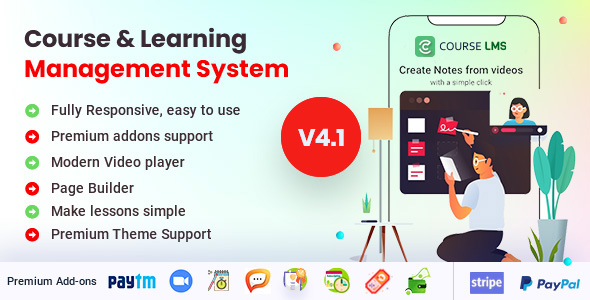 Course & Learning
Management System
Fully Responsive, easy to use
Premium addons support
Modern Video player
Page Builder
Make lessons simple
Premium Theme Support
V4.1
COURSE LMS
Create Notes from videos
with a simple click
Premium Add-ons
paytm
stripe
PayPal